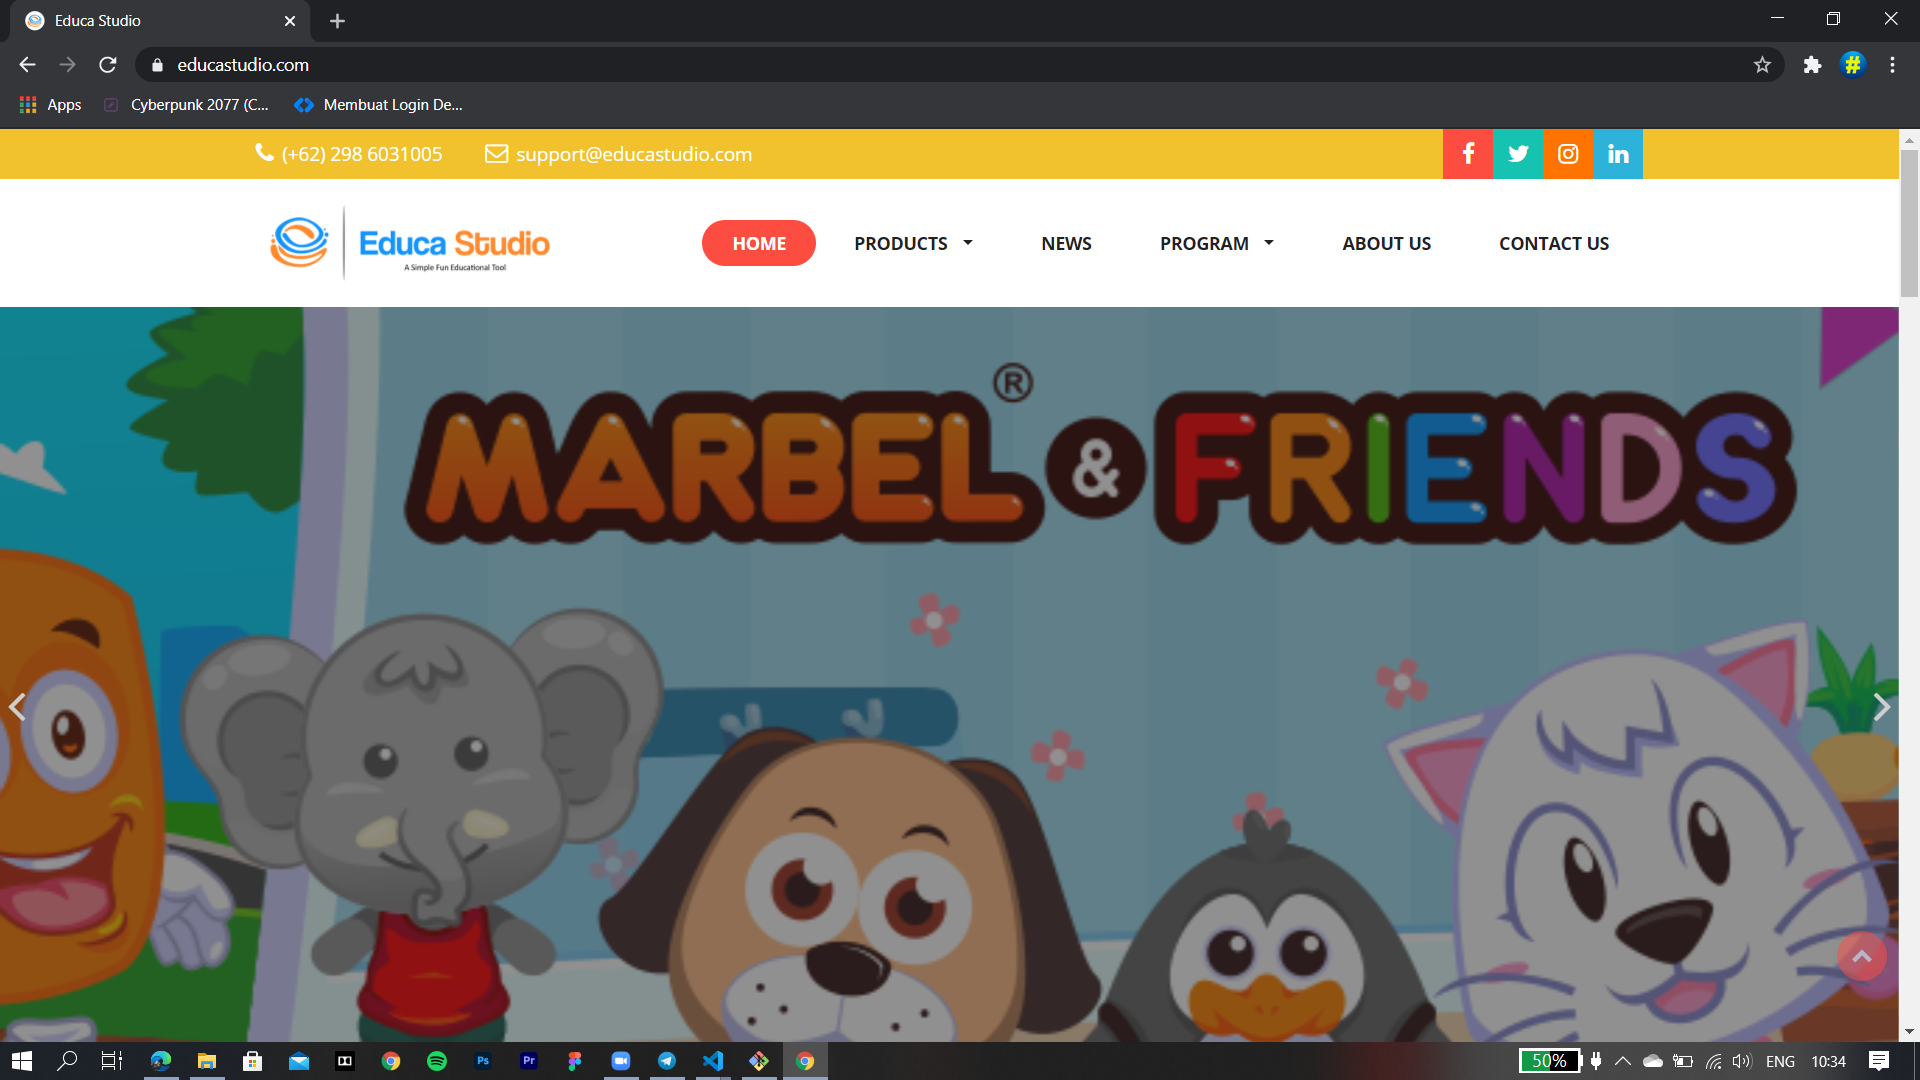 Educa Studio
educastudio.com
Apps
Cyberpunk 2077 (C...
Membuat Login De...
(+62) 298 6031005
support@educastudio.com
Educa Studio
A Simple Fun Educational Tool
HOME
PRODUCTS
NEWS
PROGRAM
ABOUT US
CONTACT US
MARBEL® & FRIENDS
50%
ENG
10:34